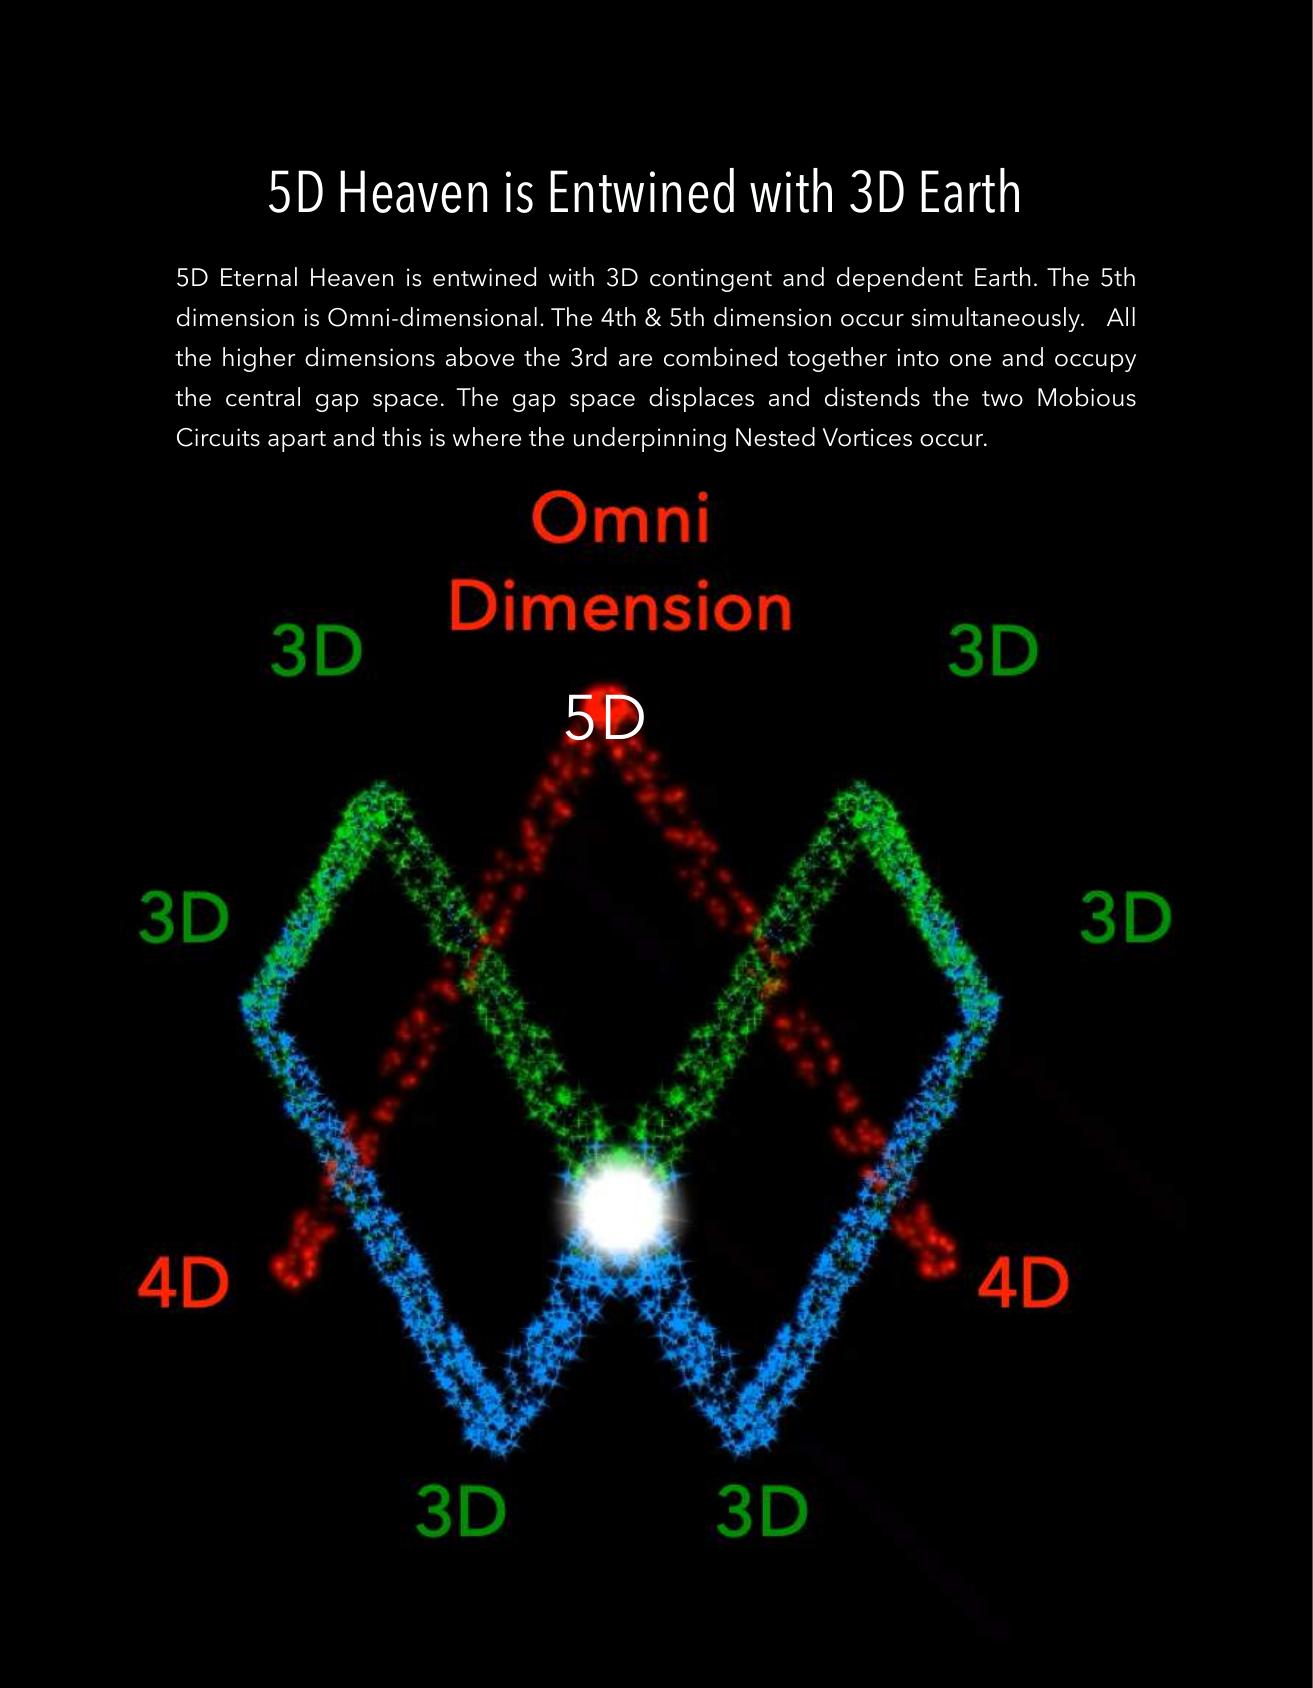 5D Heaven is Entwined with 3D Earth
5D Eternal Heaven is entwined with 3D contingent and dependent Earth. The 5th
dimension is Omni-dimensional. The 4th & 5th dimension occur simultaneously. All
the higher dimensions above the 3rd are combined together into one and occupy
the central gap space. The gap space displaces and distends the two Mobious
Circuits apart and this is where the underpinning Nested Vortices occur.
Omni
Dimension
3D
3D
5D
3D
3D
4D
4D
3D
3D